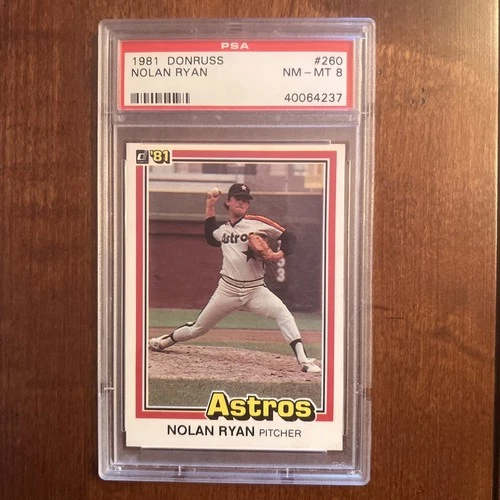 PSA
1981 DONRUSS #260
NOLAN RYAN NM-MT 8
40064237
'81
Astros
Astros
NOLAN RYAN PITCHER